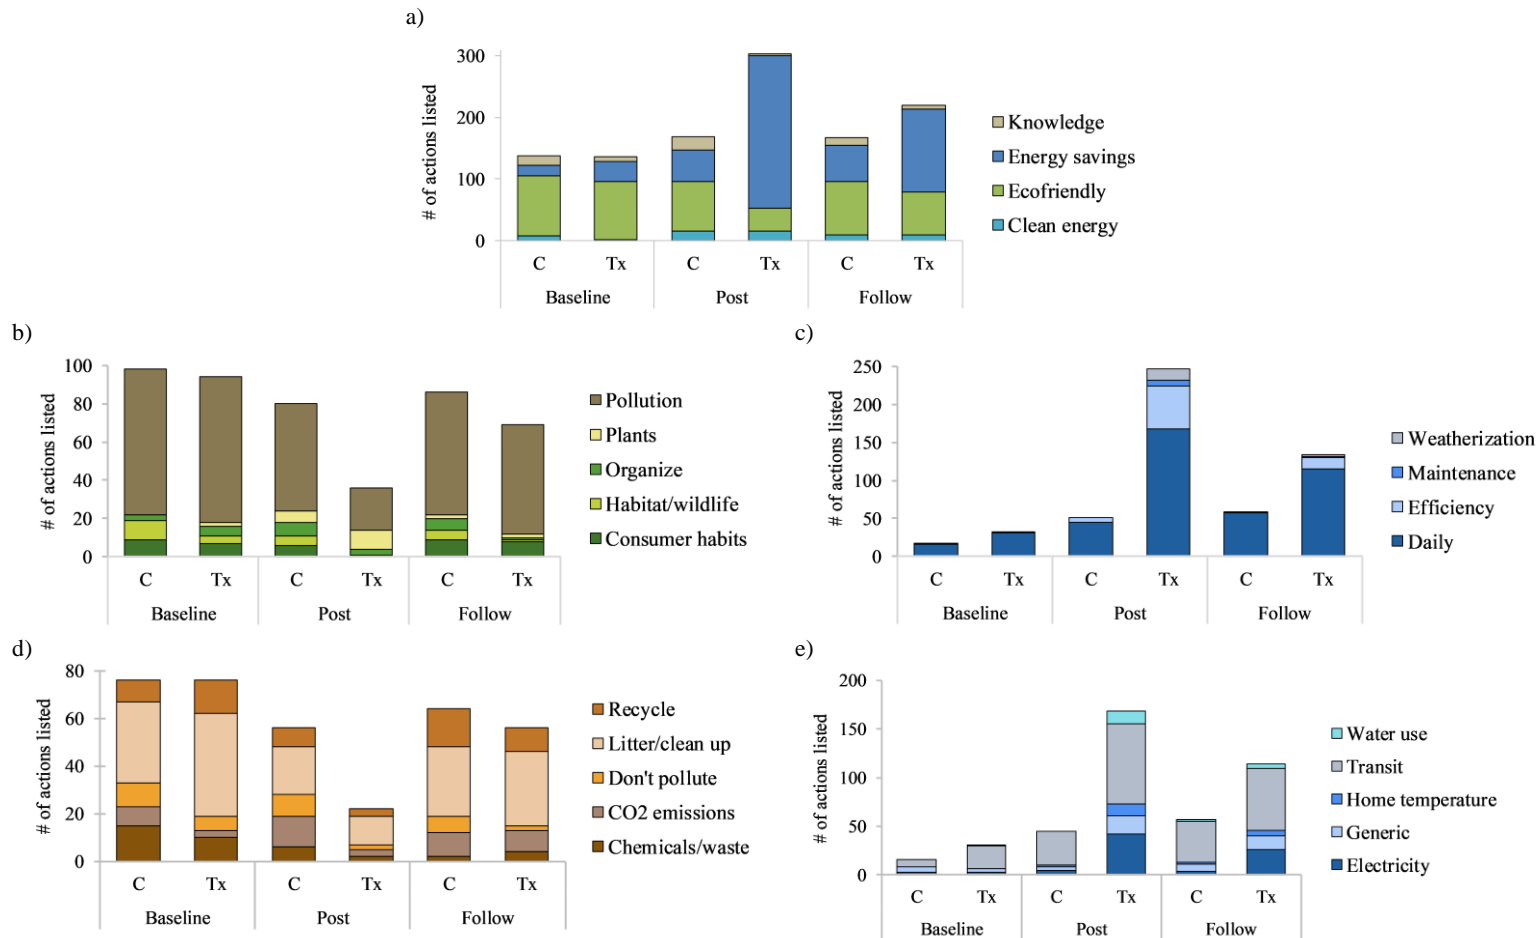 a)
# of actions listed
300
200
100
0
C Tx C Tx C Tx
Baseline Post Follow
Knowledge
Energy savings
Ecofriendly
Clean energy
b)
# of actions listed
100
80
60
40
20
0
C Tx C Tx C Tx
Baseline Post Follow
Pollution
Plants
Organize
Habitat/wildlife
Consumer habits
c)
# of actions listed
250
200
150
100
50
0
C Tx C Tx C Tx
Baseline Post Follow
Weatherization
Maintenance
Efficiency
Daily
d)
# of actions listed
80
60
40
20
0
C Tx C Tx C Tx
Baseline Post Follow
Recycle
Litter/clean up
Don't pollute
CO2 emissions
Chemicals/waste
e)
# of actions listed
200
150
100
50
0
C Tx C Tx C Tx
Baseline Post Follow
Water use
Transit
Home temperature
Generic
Electricity